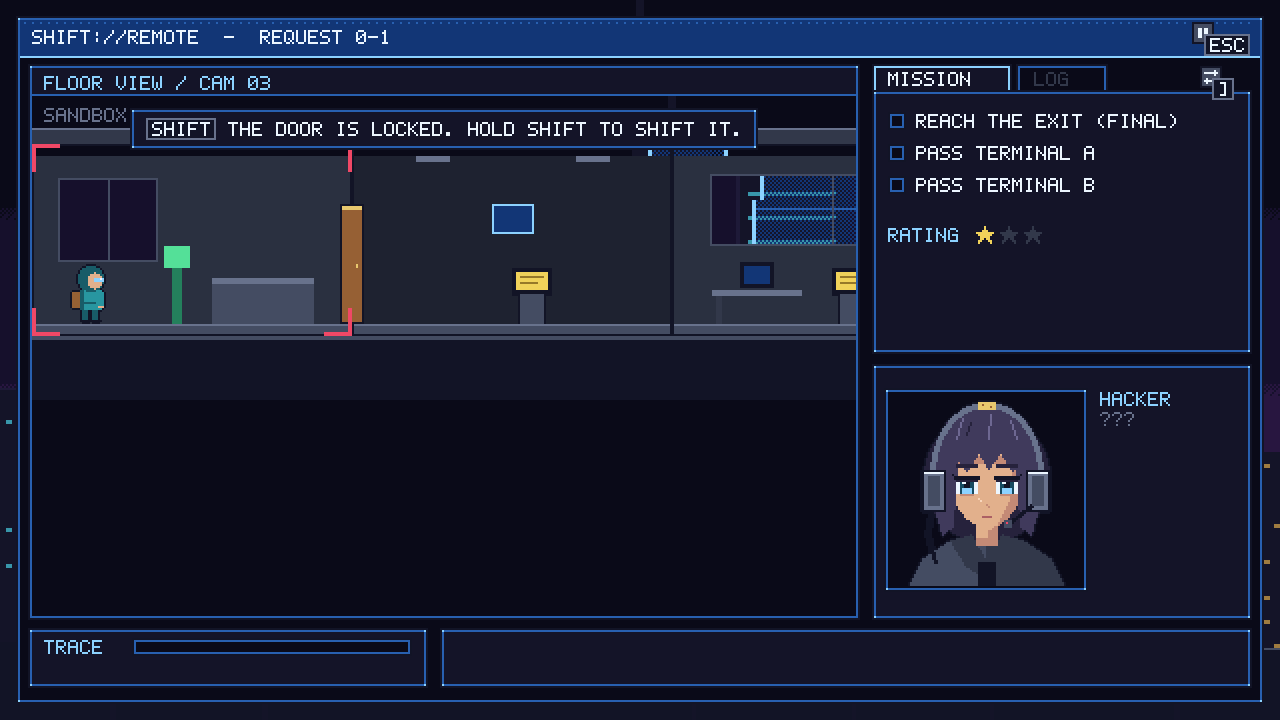 SHIFT://REMOTE - REQUEST 0-1
ESC
FLOOR VIEW / CAM 03
SANDBOX
SHIFT THE DOOR IS LOCKED. HOLD SHIFT TO SHIFT IT.
MISSION
LOG
]
REACH THE EXIT (FINAL)
PASS TERMINAL A
PASS TERMINAL B
RATING
HACKER
???
TRACE